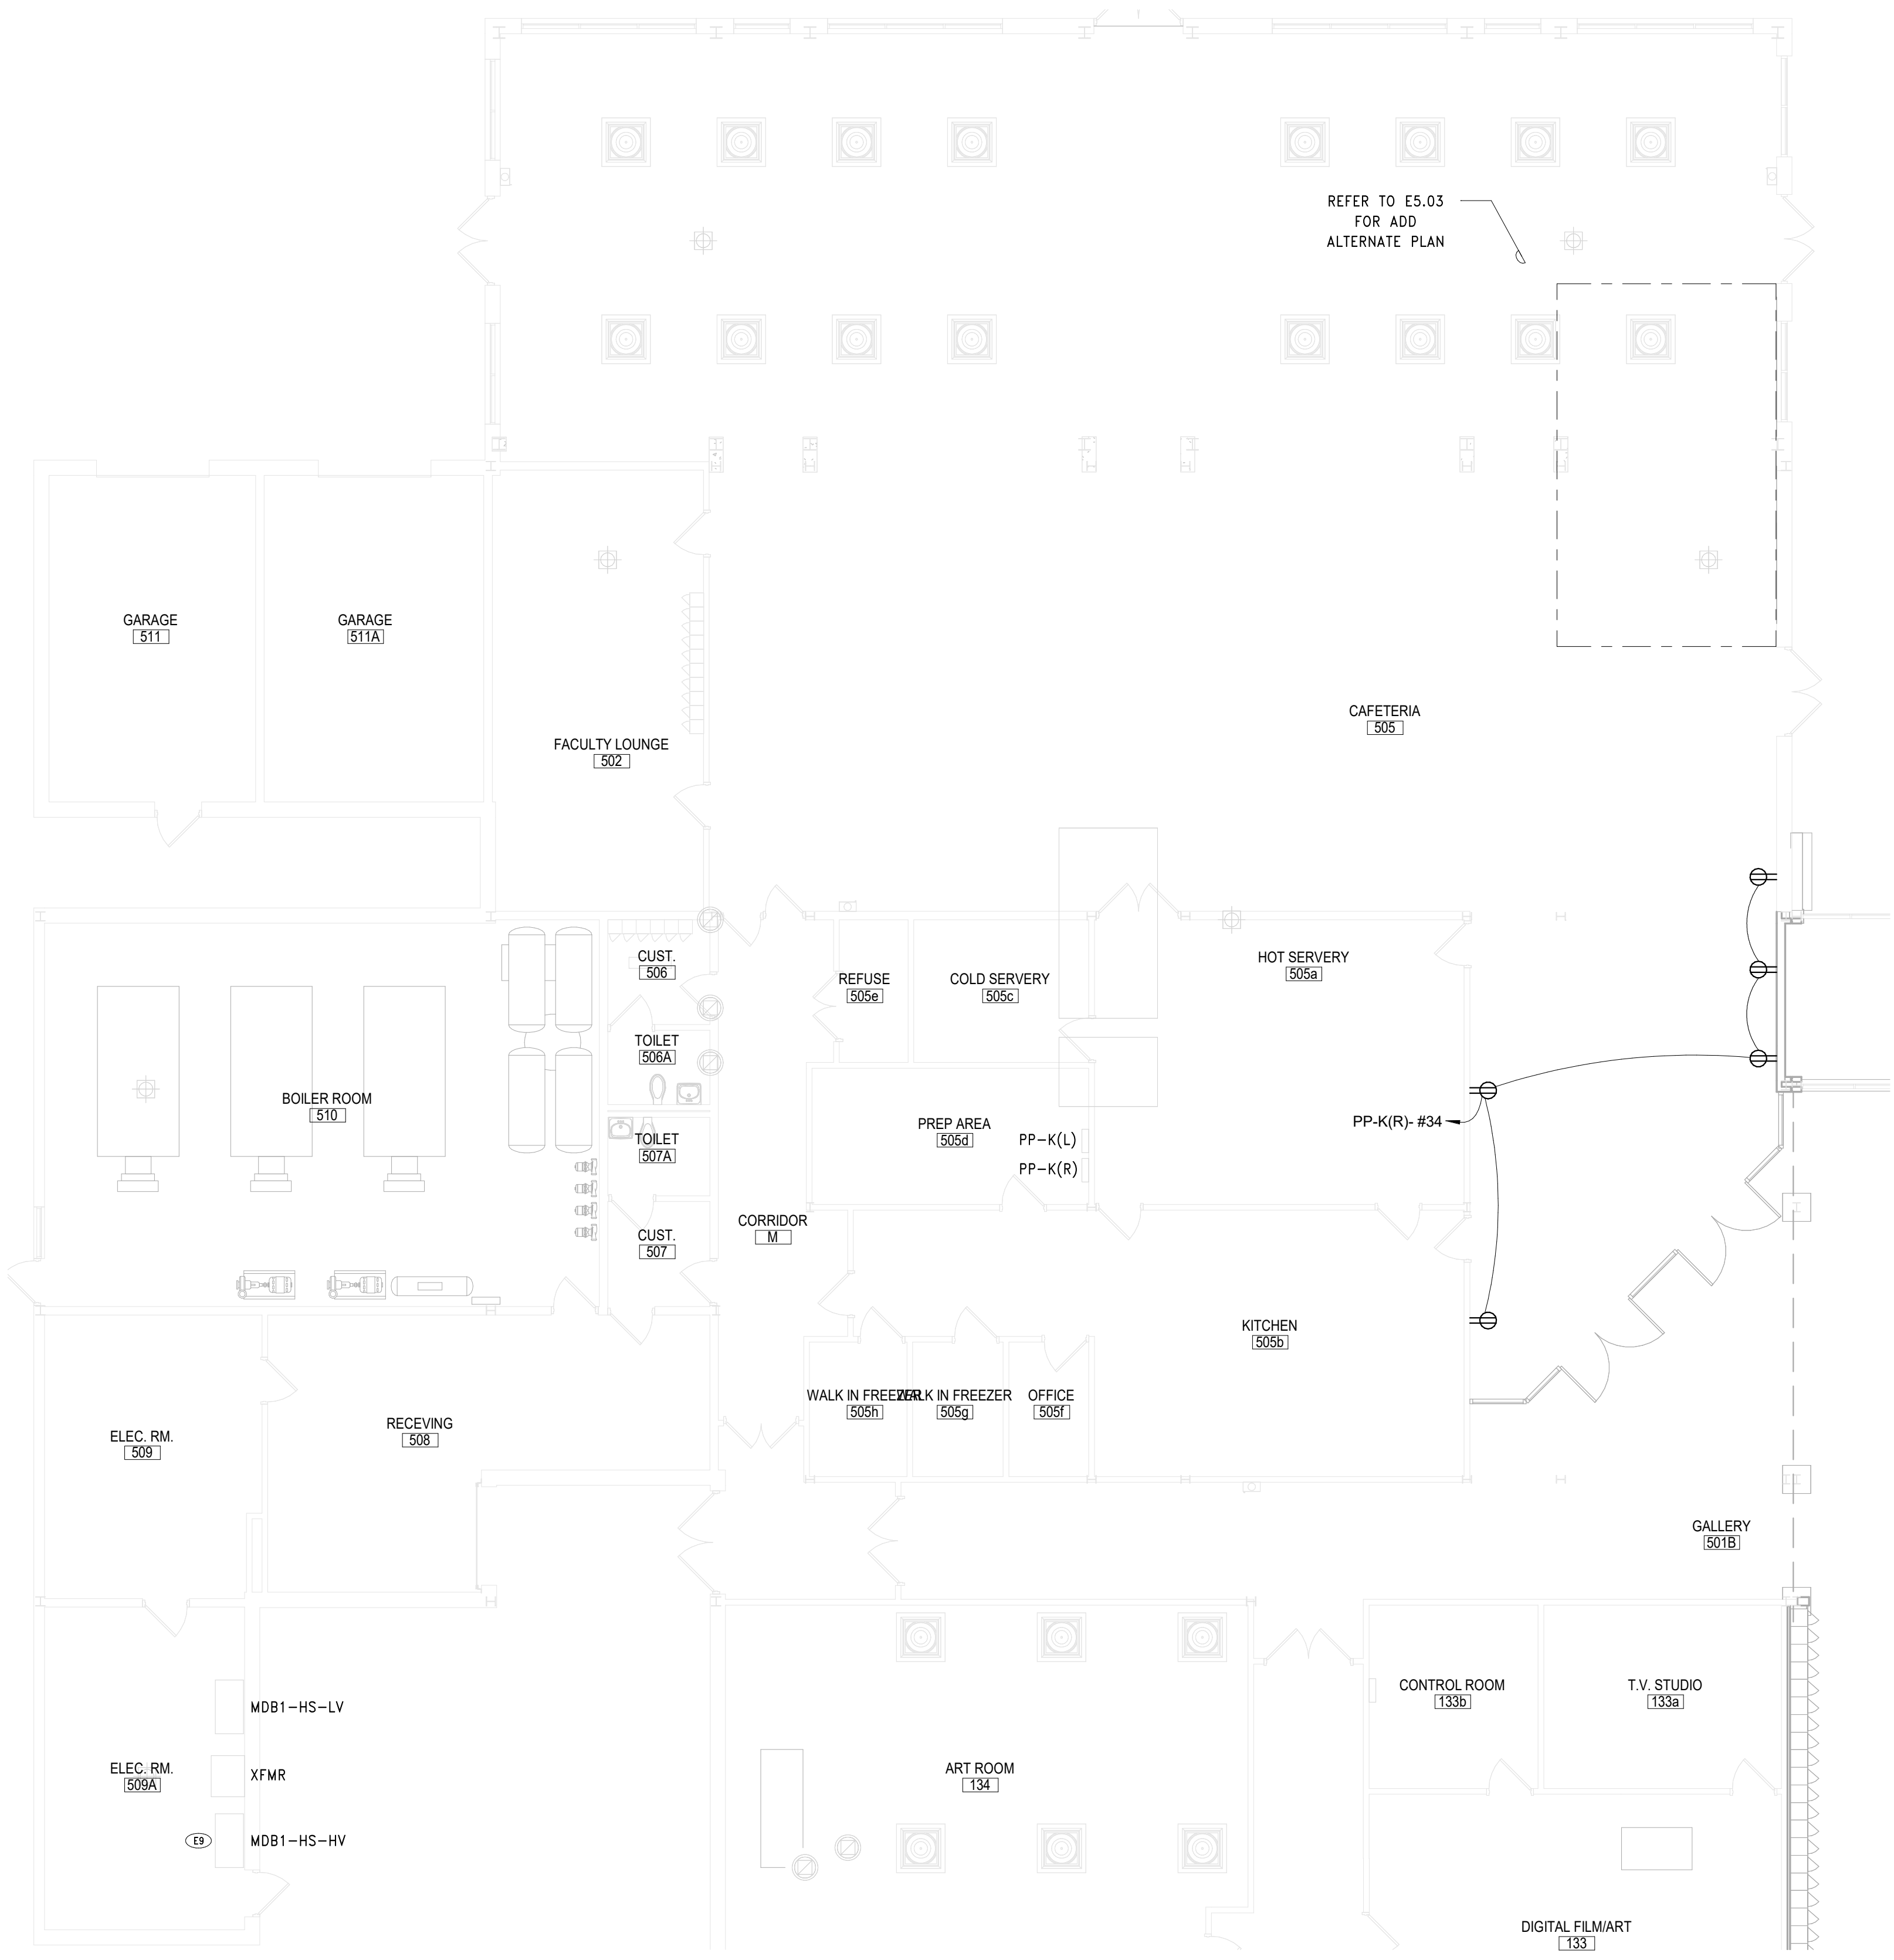 REFER TO E5.03
FOR ADD
ALTERNATE PLAN
GARAGE
511
GARAGE
511A
FACULTY LOUNGE
502
CAFETERIA
505
CUST.
506
REFUSE
505e
COLD SERVERY
505c
HOT SERVERY
505a
TOILET
506A
BOILER ROOM
510
PREP AREA
505d
PP-K(L)
PP-K(R)
PP-K(R)- #34
TOILET
507A
CORRIDOR
M
CUST.
507
KITCHEN
505b
WALK IN FREEZER
505h
WALK IN FREEZER
505g
OFFICE
505f
RECEVING
508
ELEC. RM.
509
GALLERY
501B
CONTROL ROOM
133b
T.V. STUDIO
133a
MDB1-HS-LV
ELEC. RM.
509A
XFMR
ART ROOM
134
E9
MDB1-HS-HV
DIGITAL FILM/ART
133